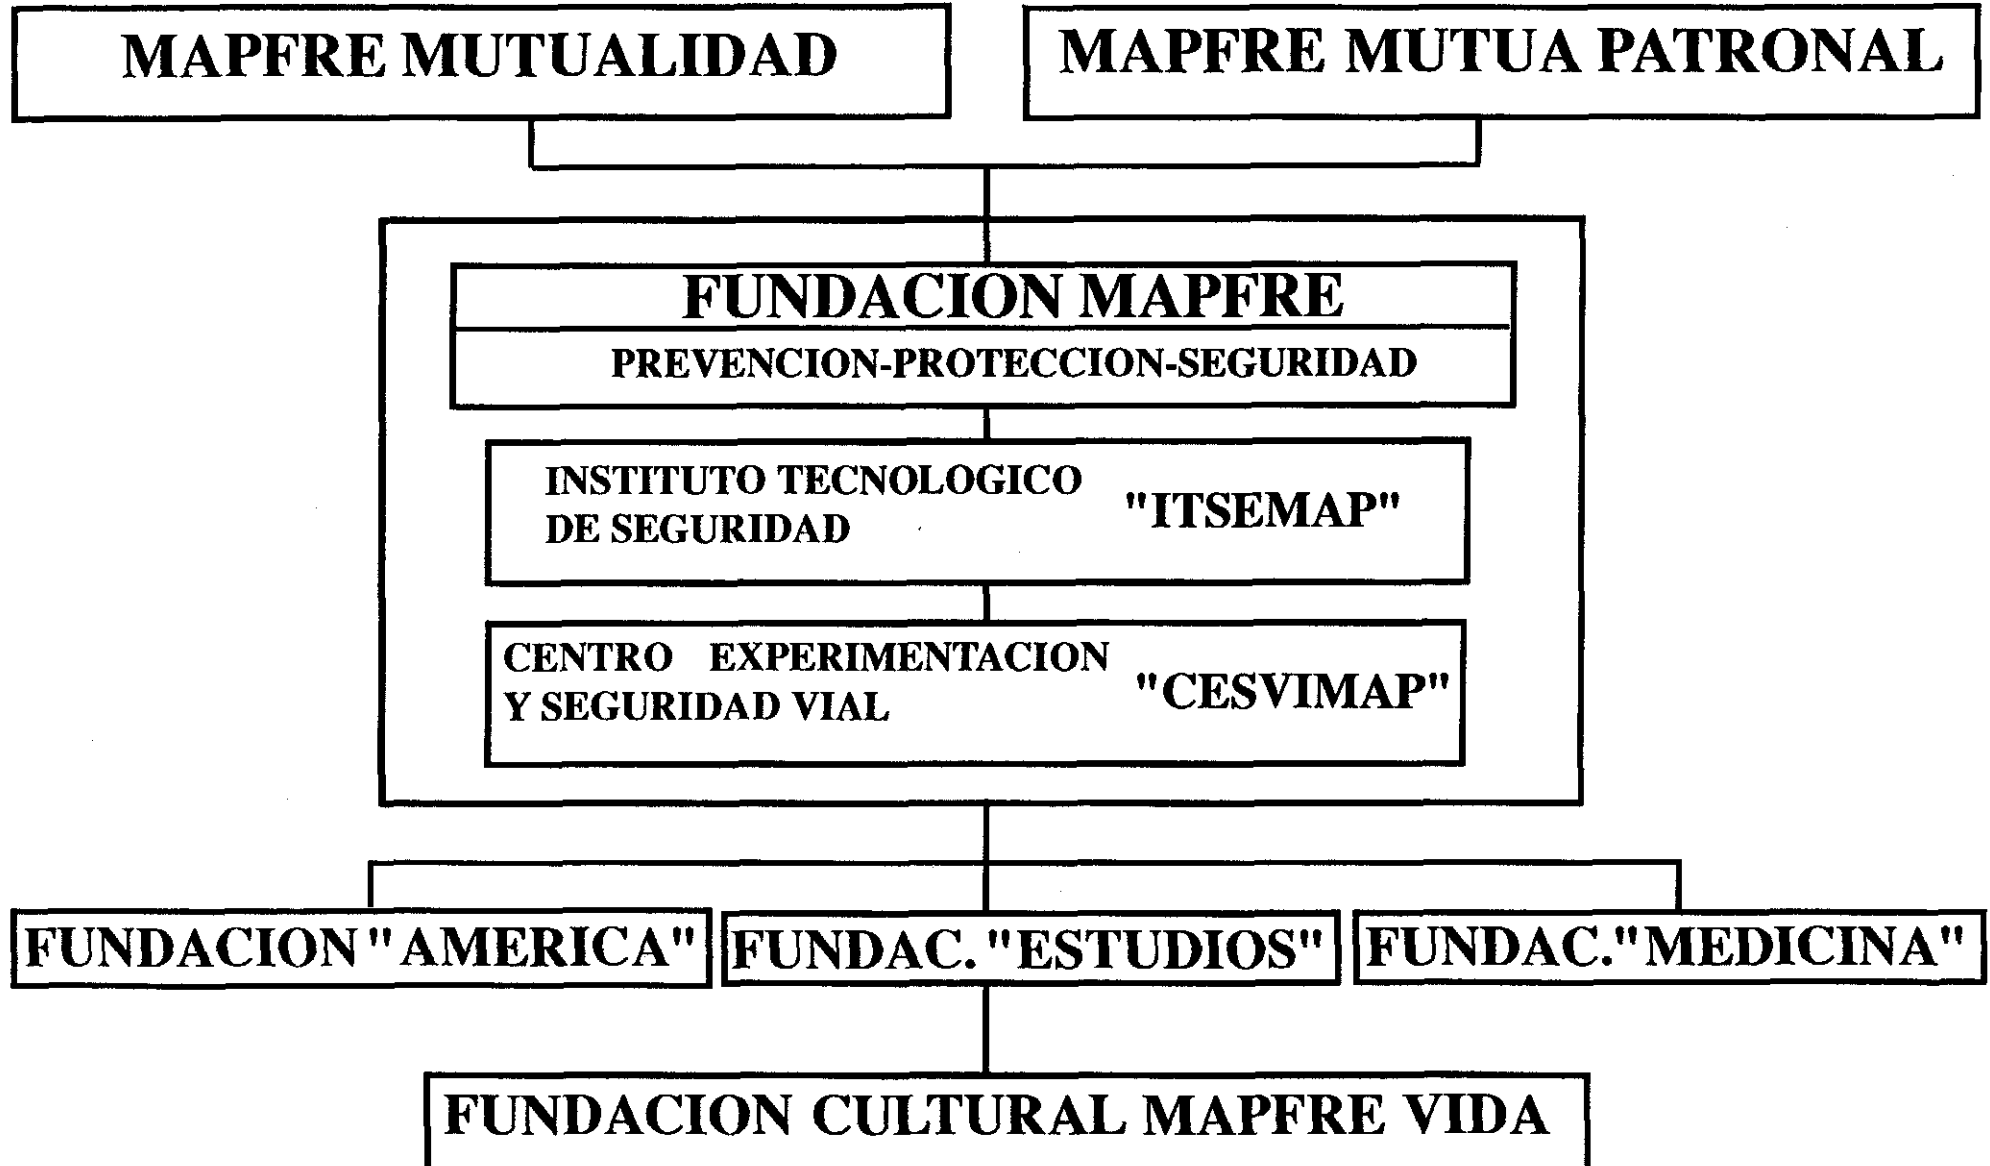 MAPFRE MUTUALIDAD
MAPFRE MUTUA PATRONAL
FUNDACION MAPFRE
PREVENCION-PROTECCION-SEGURIDAD
INSTITUTO TECNOLOGICO
DE SEGURIDAD
"ITSEMAP"
CENTRO EXPERIMENTACION
Y SEGURIDAD VIAL
"CESVIMAP"
FUNDACION "AMERICA"
FUNDAC. "ESTUDIOS"
FUNDAC."MEDICINA"
FUNDACION CULTURAL MAPFRE VIDA